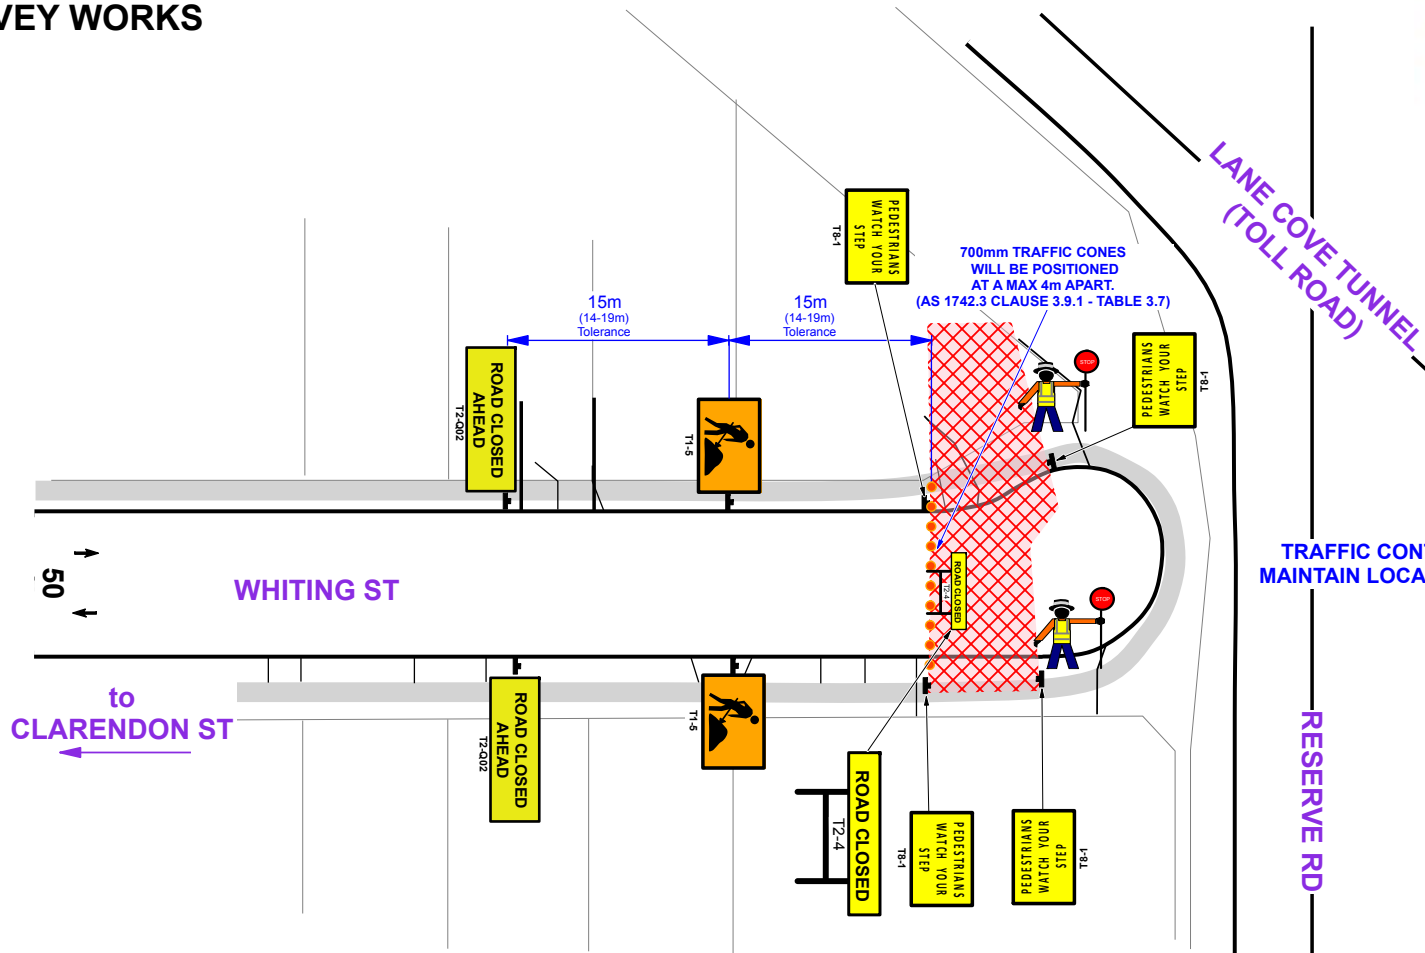 VEY WORKS
LANE COVE TUNNEL
(TOLL ROAD)
PEDESTRIANS
WATCH YOUR
STEP
T8-1
700mm TRAFFIC CONES
WILL BE POSITIONED
AT A MAX 4m APART.
(AS 1742.3 CLAUSE 3.9.1 - TABLE 3.7)
15m
(14-19m)
Tolerance
15m
(14-19m)
Tolerance
ROAD CLOSED
AHEAD
T2-Q02
T1-5
STOP
PEDESTRIANS
WATCH YOUR
STEP
T8-1
50
WHITING ST
ROAD CLOSED
T2-4
STOP
TRAFFIC CONT
MAINTAIN LOCA
to
CLARENDON ST
ROAD CLOSED
AHEAD
T2-Q02
T1-5
ROAD CLOSED
T2-4
PEDESTRIANS
WATCH YOUR
STEP
T8-1
PEDESTRIANS
WATCH YOUR
STEP
T8-1
RESERVE RD